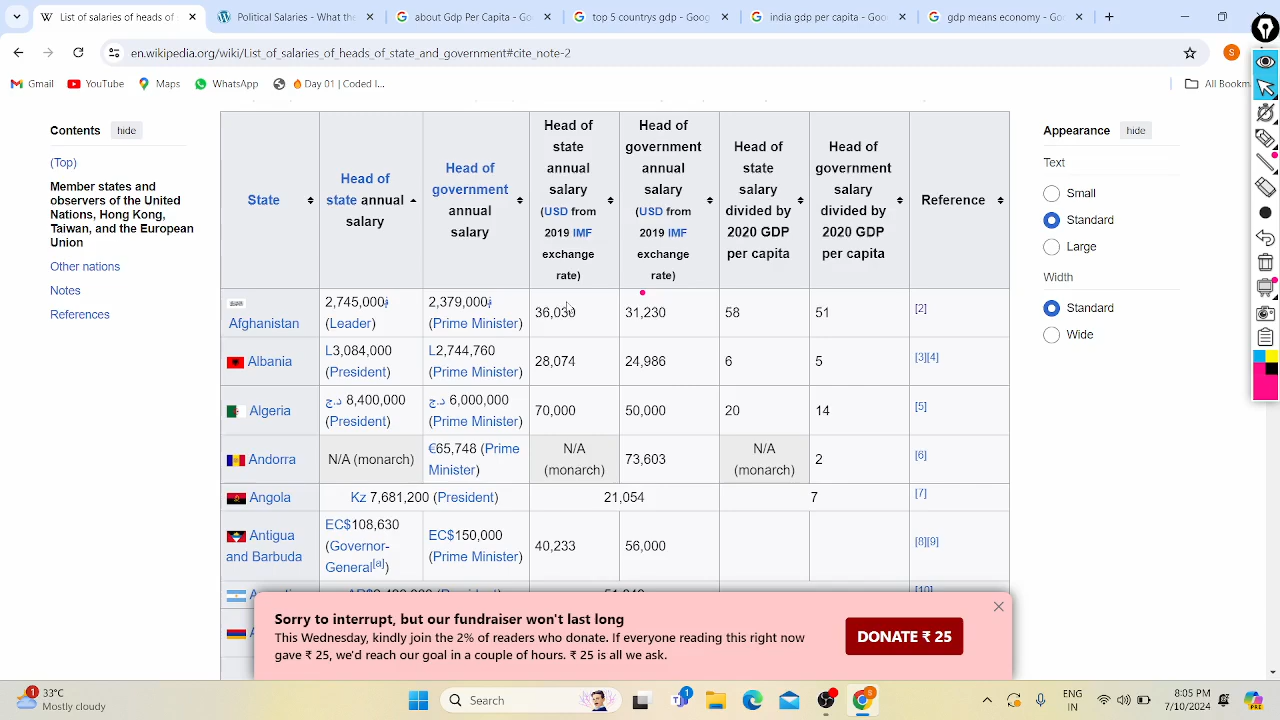 World of Politics - D
Wikipedia - What is the
our GDP Per Capita - Goo
top 5 countrys gdp - Goo
india gdp per capita - Goo
gdp means economy - Go
en.wikipedia.org/wiki/List_of_salaries_of_heads_of_state_and_government#cite_no
S
Gmail
YouTube
Maps
WhatsApp
Day 01 | Coded I...
All Bookm
Contents hide
(Top)
Member states and
observers of the United
Nations, Hong Kong,
Taiwan, and the European
Union
Other nations
Notes
References
State
Head of
state annual
salary
Head of
government
annual
salary
Head of
state
annual
salary
(USD from
2019 IMF
exchange
rate)
Head of
government
annual
salary
(USD from
2019 IMF
exchange
rate)
Head of
state
salary
divided by
2020 GDP
per capita
Head of
government
salary
divided by
2020 GDP
per capita
Reference
Afghanistan
2,745,000؋
(Leader)
2,379,000؋
(Prime Minister)
36,030
31,230
58
51
[2]
Albania
L3,084,000
(President)
L2,744,760
(Prime Minister)
28,074
24,986
6
5
[3][4]
Algeria
د.ج 8,400,000
(President)
د.ج 6,000,000
(Prime Minister)
70,000
50,000
20
14
[5]
Andorra
N/A (monarch)
€65,748 (Prime
Minister)
N/A
(monarch)
73,603
N/A
(monarch)
2
[6]
Angola
Kz 7,681,200 (President)
21,054
7
[7]
Antigua
and Barbuda
EC$108,630
(Governor-
General[a])
EC$150,000
(Prime Minister)
40,233
56,000
[8][9]
[10]
Appearance hide
Text
Small
Standard
Large
Width
Standard
Wide
Sorry to interrupt, but our fundraiser won't last long
This Wednesday, kindly join the 2% of readers who donate. If everyone reading this right now
gave ₹ 25, we'd reach our goal in a couple of hours. ₹ 25 is all we ask.
DONATE ₹ 25
1
33°C
Mostly cloudy
Search
1
S
ENG
IN
8:05 PM
7/10/2024
PRE